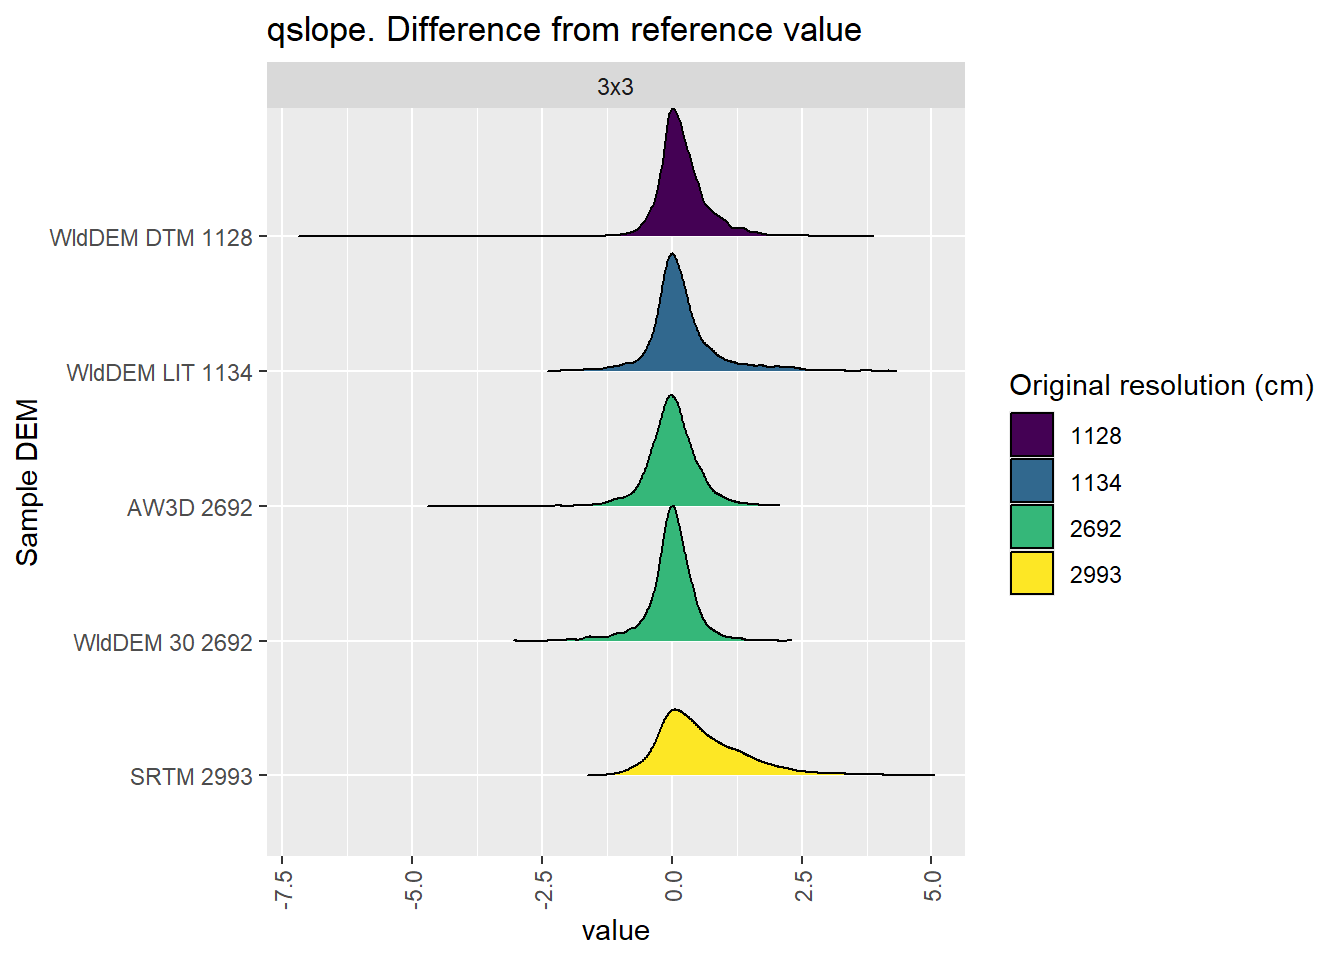 qslope. Difference from reference value
3x3
WldDEM DTM 1128
WldDEM LIT 1134
AW3D 2692
WldDEM 30 2692
SRTM 2993
Sample DEM
-7.5
-5.0
-2.5
0.0
2.5
5.0
value
Original resolution (cm)
1128
1134
2692
2993